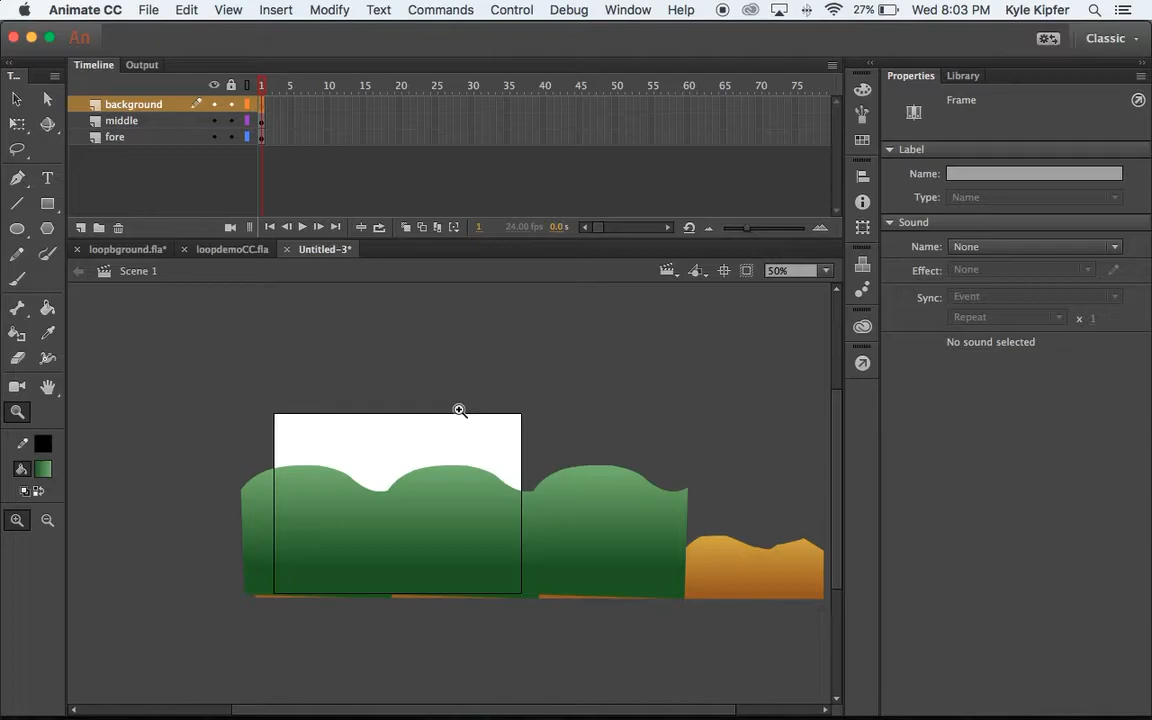 Animate CC File Edit View Insert Modify Text Commands Control Debug Window Help 27% Wed 8:03 PM Kyle Kipfer
An Classic
T... Timeline Output Properties Library
1 5 10 15 20 25 30 35 40 45 50 55 60 65 70 75
Frame
background
middle
fore
Label
Name:
Type: Name
Sound
1 24.00 fps 0.0 s
Name: None
loopbground.fla* loopdemoCC.fla Untitled-3*
Effect: None
Scene 1 50%
Sync: Event
Repeat x 1
No sound selected
T